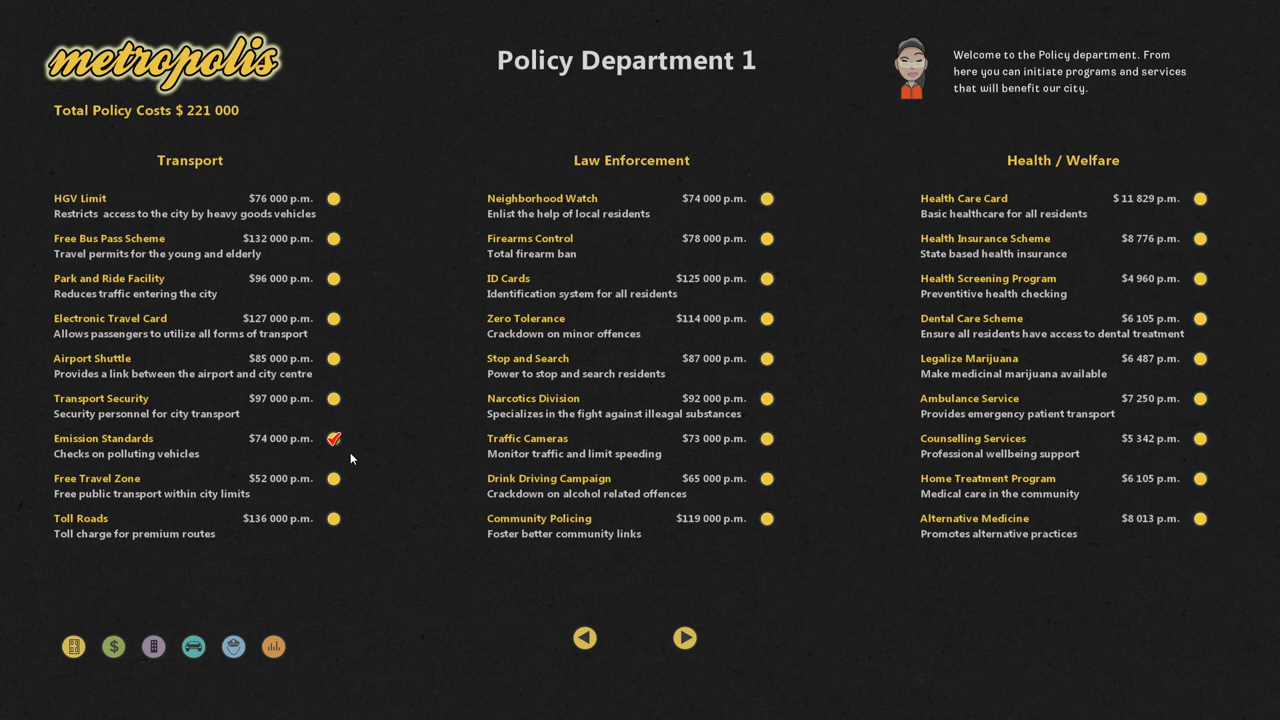 metropolis
Policy Department 1
Welcome to the Policy department. From
here you can initiate programs and services
that will benefit our city.
Total Policy Costs $ 221 000
Transport
HGV Limit $76 000 p.m.
Restricts access to the city by heavy goods vehicles
Free Bus Pass Scheme $132 000 p.m.
Travel permits for the young and elderly
Park and Ride Facility $96 000 p.m.
Reduces traffic entering the city
Electronic Travel Card $127 000 p.m.
Allows passengers to utilize all forms of transport
Airport Shuttle $85 000 p.m.
Provides a link between the airport and city centre
Transport Security $97 000 p.m.
Security personnel for city transport
Emission Standards $74 000 p.m.
Checks on polluting vehicles
Free Travel Zone $52 000 p.m.
Free public transport within city limits
Toll Roads $136 000 p.m.
Toll charge for premium routes
Law Enforcement
Neighborhood Watch $74 000 p.m.
Enlist the help of local residents
Firearms Control $78 000 p.m.
Total firearm ban
ID Cards $125 000 p.m.
Identification system for all residents
Zero Tolerance $114 000 p.m.
Crackdown on minor offences
Stop and Search $87 000 p.m.
Power to stop and search residents
Narcotics Division $92 000 p.m.
Specializes in the fight against illeagal substances
Traffic Cameras $73 000 p.m.
Monitor traffic and limit speeding
Drink Driving Campaign $65 000 p.m.
Crackdown on alcohol related offences
Community Policing $119 000 p.m.
Foster better community links
Health / Welfare
Health Care Card $ 11 829 p.m.
Basic healthcare for all residents
Health Insurance Scheme $8 776 p.m.
State based health insurance
Health Screening Program $4 960 p.m.
Preventitive health checking
Dental Care Scheme $6 105 p.m.
Ensure all residents have access to dental treatment
Legalize Marijuana $6 487 p.m.
Make medicinal marijuana available
Ambulance Service $7 250 p.m.
Provides emergency patient transport
Counselling Services $5 342 p.m.
Professional wellbeing support
Home Treatment Program $6 105 p.m.
Medical care in the community
Alternative Medicine $8 013 p.m.
Promotes alternative practices
$